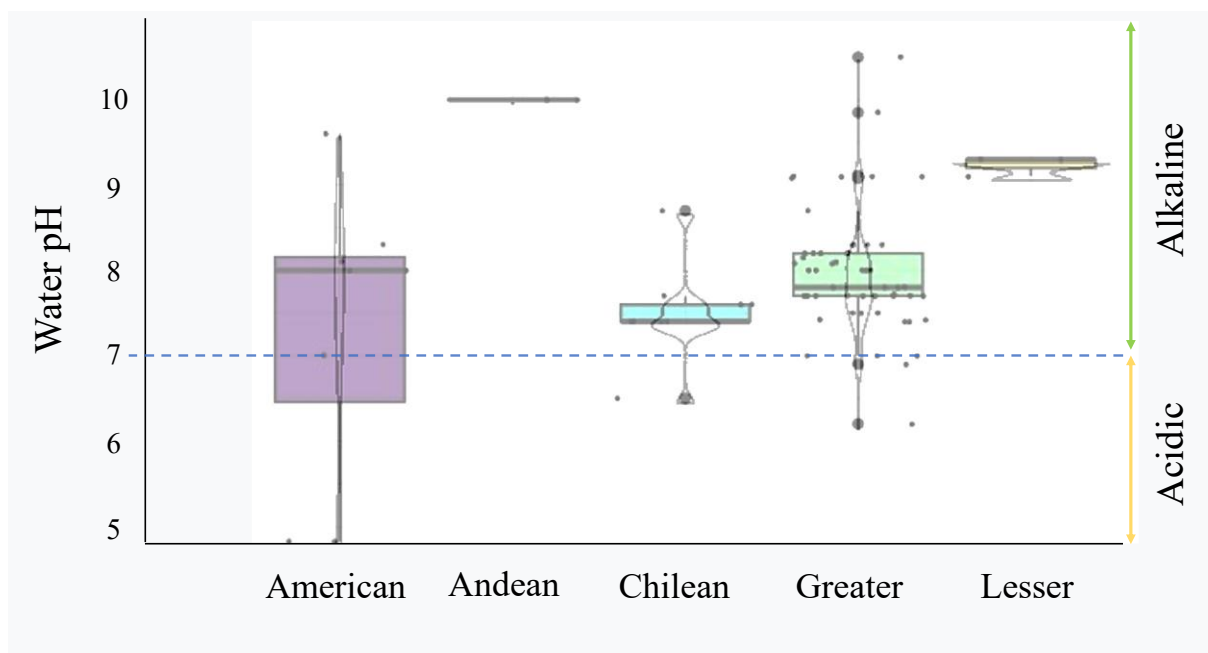 Water pH
10
9
8
7
6
5
Alkaline
Acidic
American
Andean
Chilean
Greater
Lesser